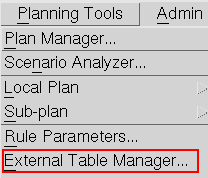 Planning Tools Admin
Plan Manager...
Scenario Analyzer...
Local Plan
Sub-plan
Rule Parameters...
External Table Manager...